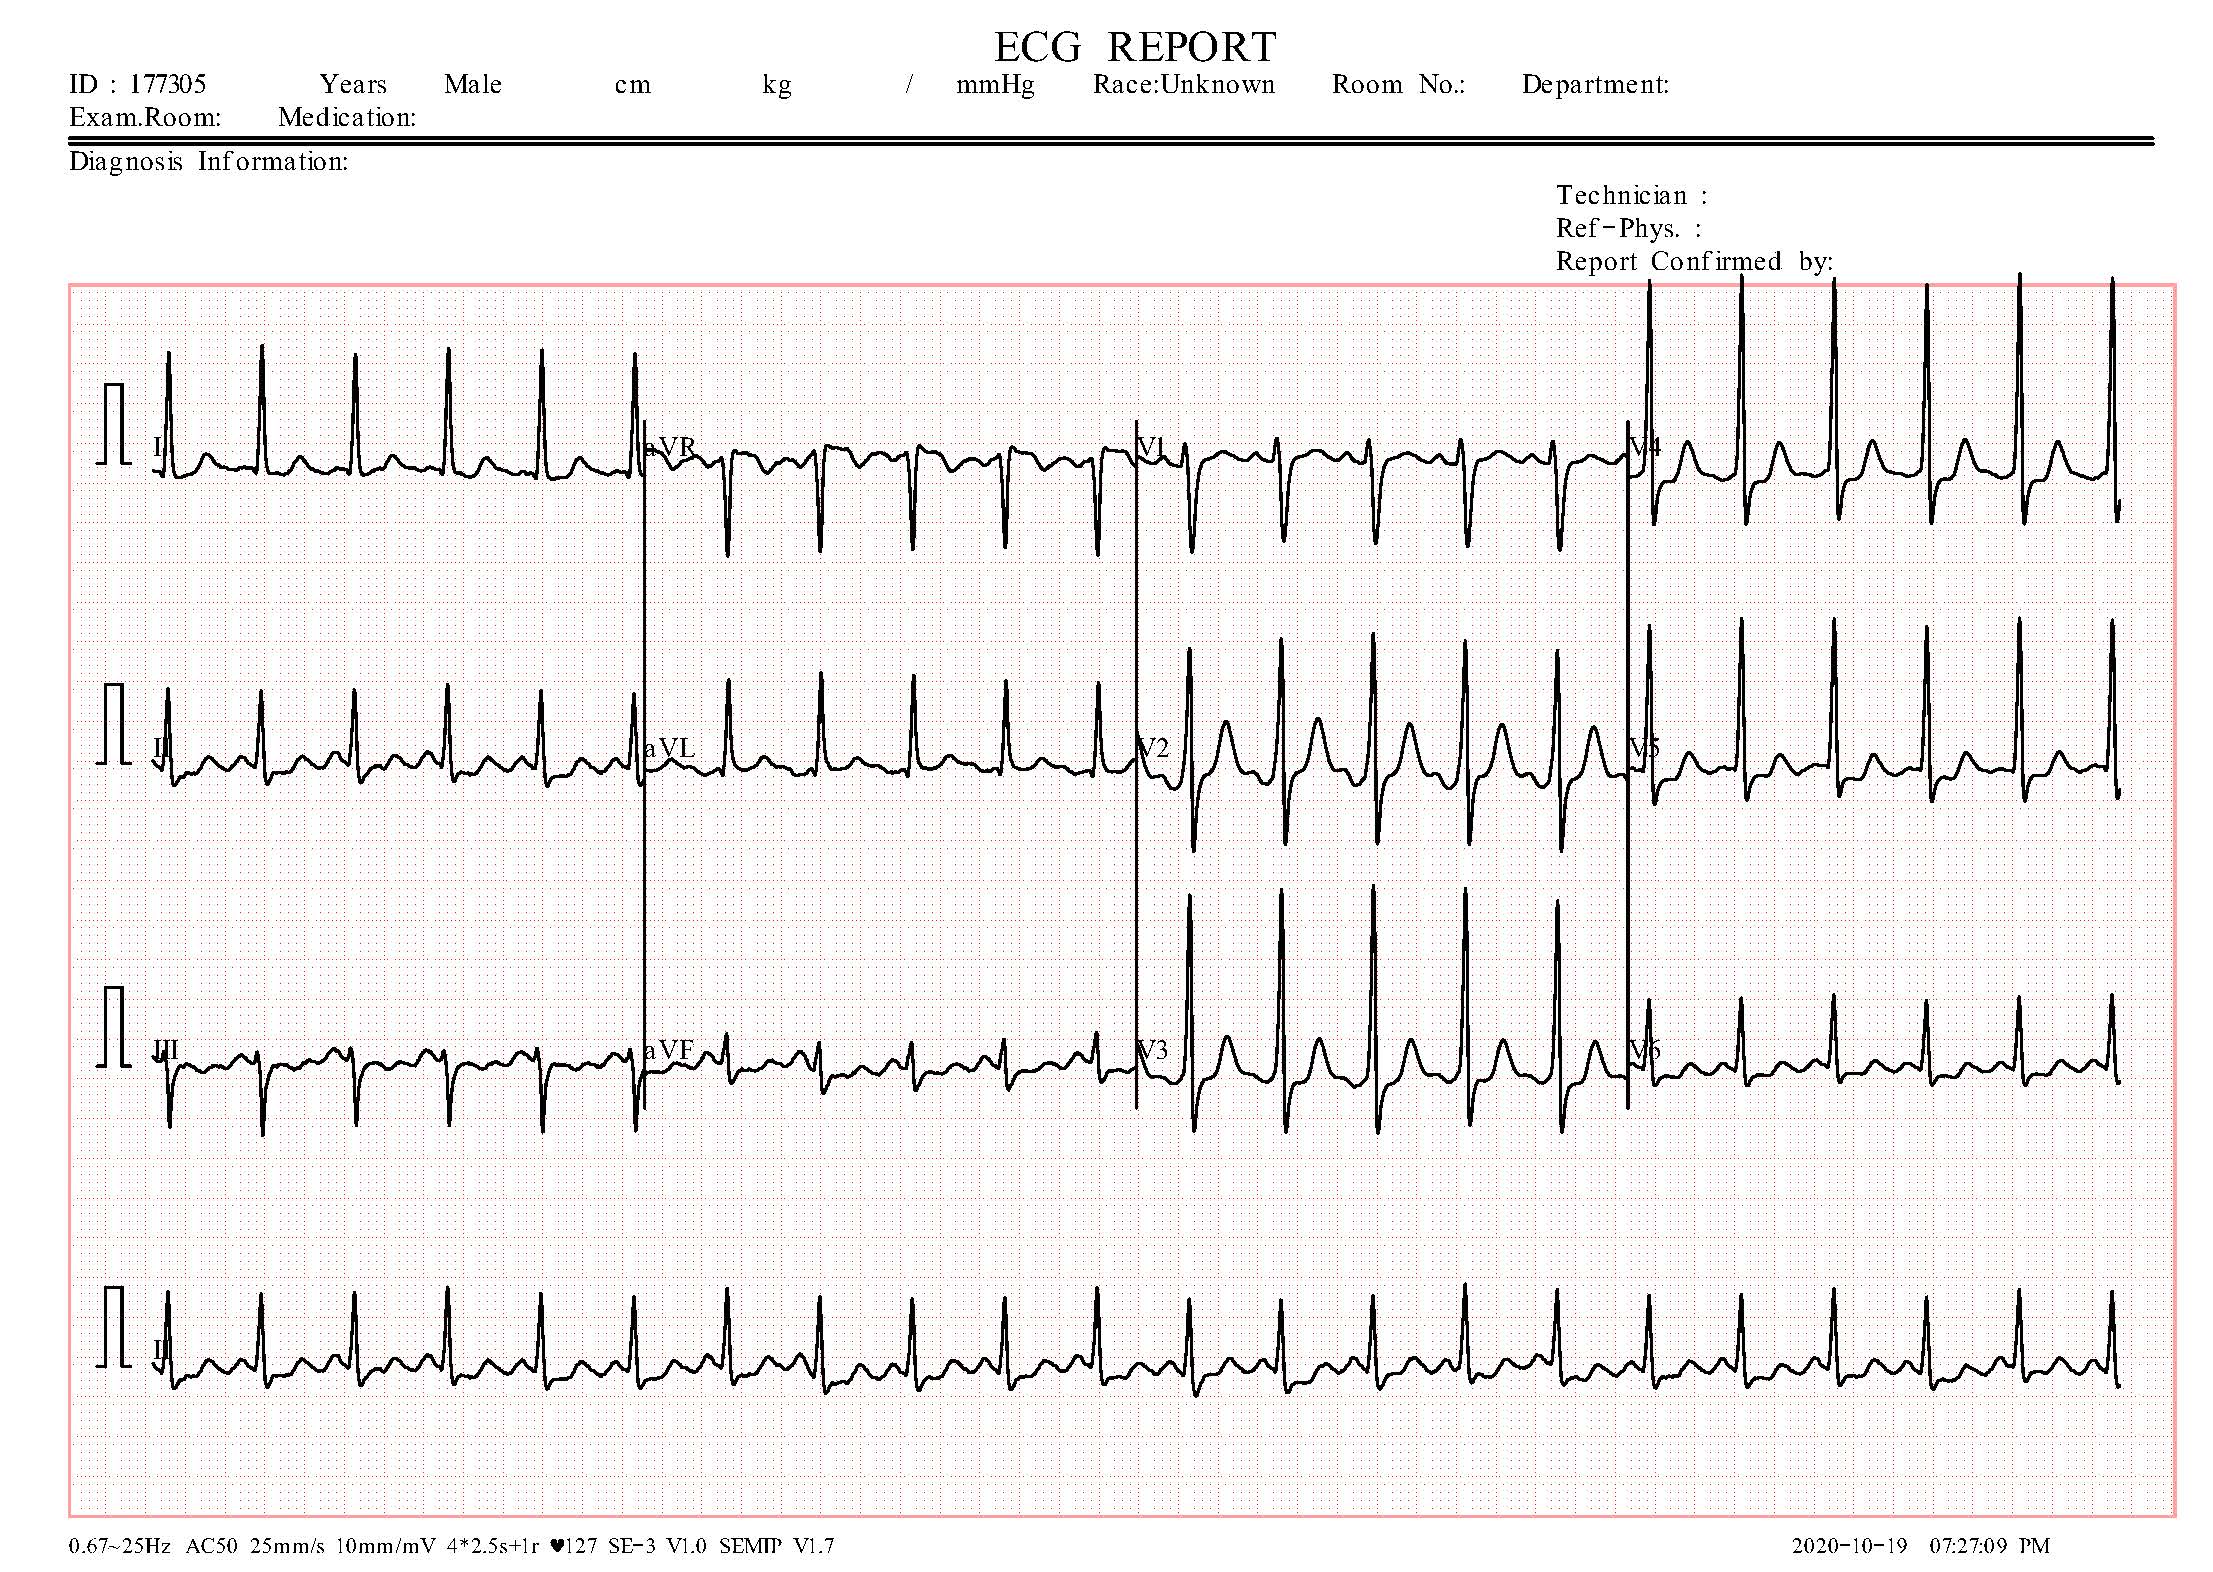 ECG REPORT
ID : 177305 Years Male cm kg / mmHg Race:Unknown Room No.: Department:
Exam.Room: Medication:
Diagnosis Information:
Technician :
Ref-Phys. :
Report Confirmed by:
I aVR V1 V4
II aVL V2 V5
III aVF V3 V6
II
0.67~25Hz AC50 25mm/s 10mm/mV 4*2.5s+1r ♥127 SE-3 V1.0 SEMIP V1.7
2020-10-19 07:27:09 PM